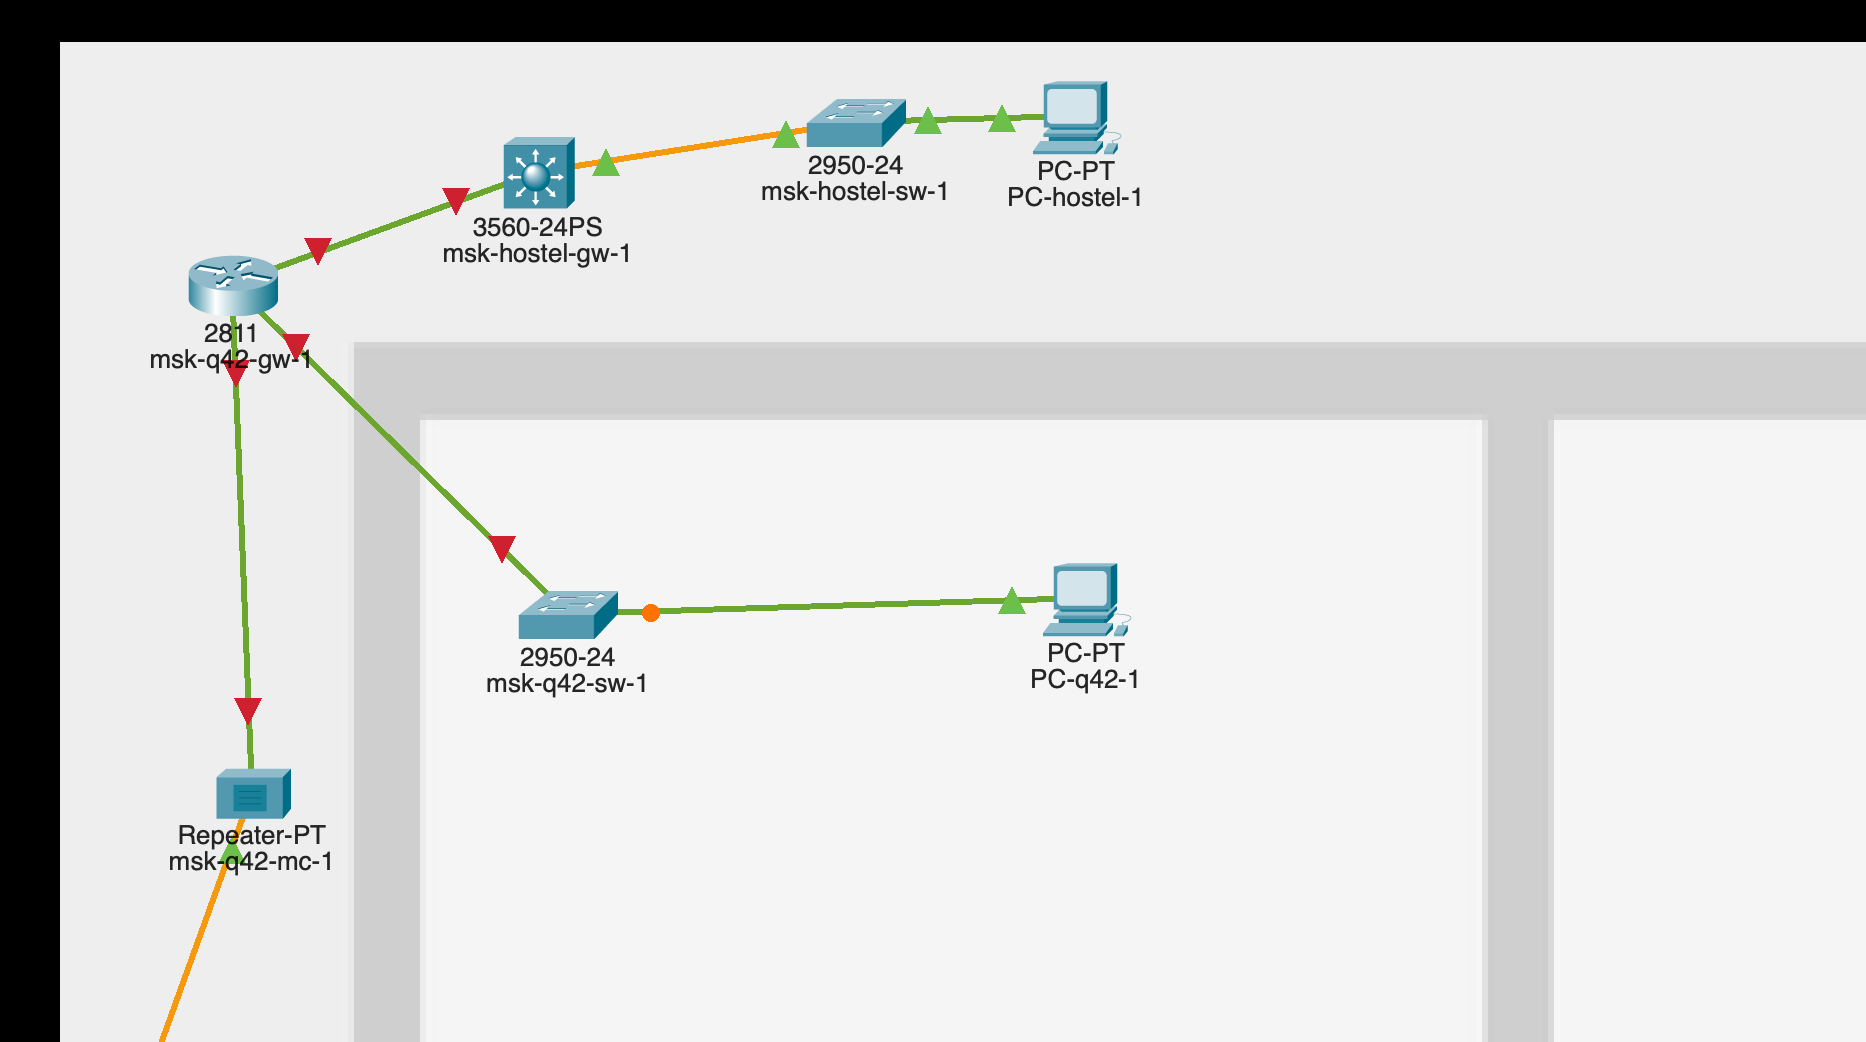 2950-24
msk-hostel-sw-1
PC-PT
PC-hostel-1
3560-24PS
msk-hostel-gw-1
2811
msk-q42-gw-1
2950-24
msk-q42-sw-1
PC-PT
PC-q42-1
Repeater-PT
msk-q42-mc-1